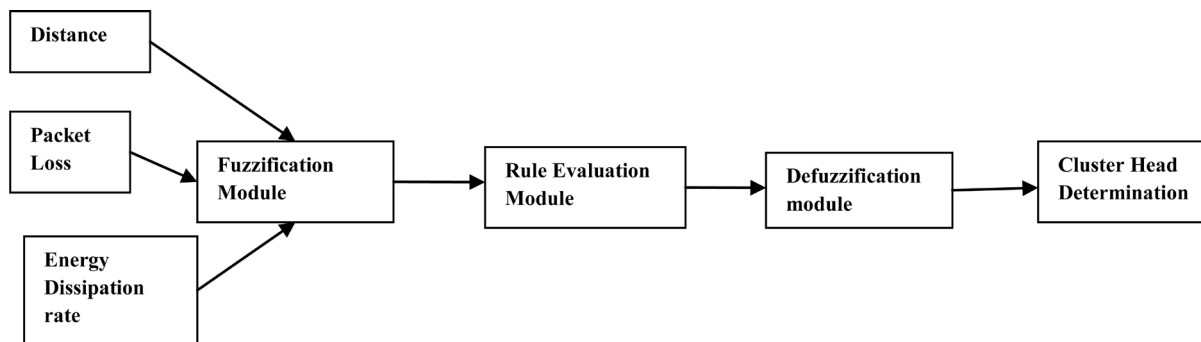 Distance
Packet
Loss
Energy
Dissipation
rate
Fuzzification
Module
Rule Evaluation
Module
Defuzzification
module
Cluster Head
Determination